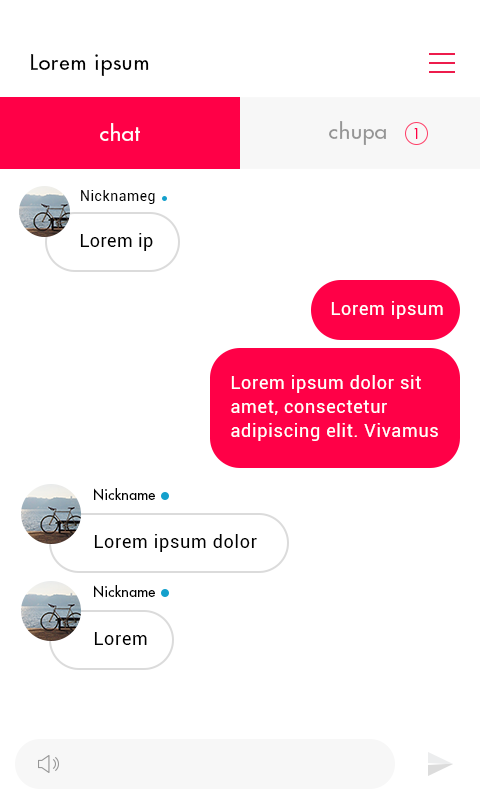 Lorem ipsum
chat
chupa 1
Nicknameg
Lorem ip
Lorem ipsum
Lorem ipsum dolor sit
amet, consectetur
adipiscing elit. Vivamus
Nickname
Lorem ipsum dolor
Nickname
Lorem